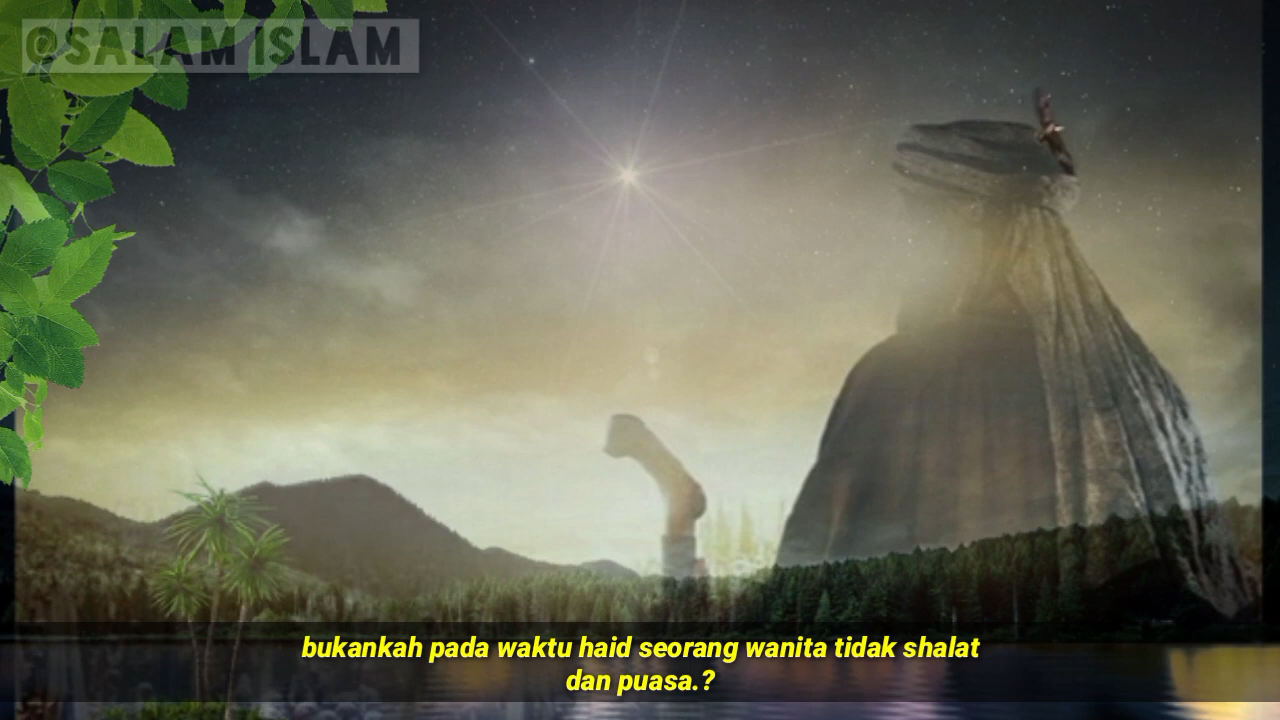 @SALAM ISLAM
bukankah pada waktu haid seorang wanita tidak shalat
dan puasa.?